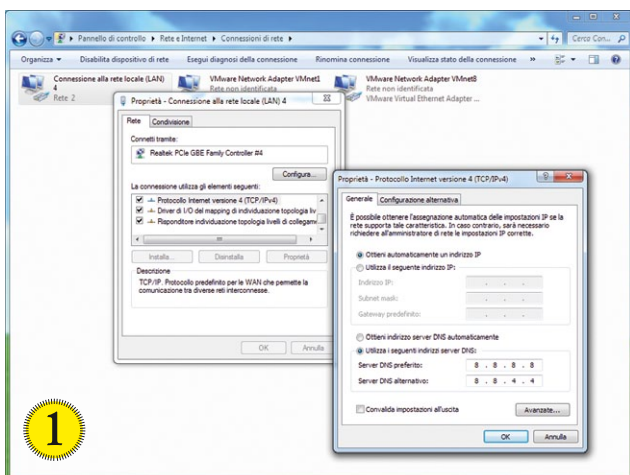 Pannello di controllo ▸ Rete e Internet ▸ Connessioni di rete ▸
Cerca Con...
Organizza Disabilita dispositivo di rete Esegui diagnosi della connessione Rinomina connessione Visualizza stato della connessione »
Connessione alla rete locale (LAN)
4
Rete 2
VMware Network Adapter VMnet1
Rete non identificata
VMware Network Adapter VMnet8
Rete non identificata
VMware Virtual Ethernet Adapter ...
Proprietà - Connessione alla rete locale (LAN) 4
Rete Condivisione
Connetti tramite:
Realtek PCIe GBE Family Controller #4
Configura...
La connessione utilizza gli elementi seguenti:
Protocollo Internet versione 4 (TCP/IPv4)
Driver di I/O del mapping di individuazione topologia liv
Risponditore individuazione topologia livelli di collegam
Installa... Disinstalla Proprietà
Descrizione
TCP/IP. Protocollo predefinito per le WAN che permette la
comunicazione tra diverse reti interconnesse.
OK Annulla
Proprietà - Protocollo Internet versione 4 (TCP/IPv4)
Generale Configurazione alternativa
È possibile ottenere l'assegnazione automatica delle impostazioni IP se la
rete supporta tale caratteristica. In caso contrario, sarà necessario
richiedere all'amministratore di rete le impostazioni IP corrette.
Ottieni automaticamente un indirizzo IP
Utilizza il seguente indirizzo IP:
Indirizzo IP:
Subnet mask:
Gateway predefinito:
Ottieni indirizzo server DNS automaticamente
Utilizza i seguenti indirizzi server DNS:
Server DNS preferito: 8 . 8 . 8 . 8
Server DNS alternativo: 8 . 8 . 4 . 4
Convalida impostazioni all'uscita
Avanzate...
OK Annulla
1